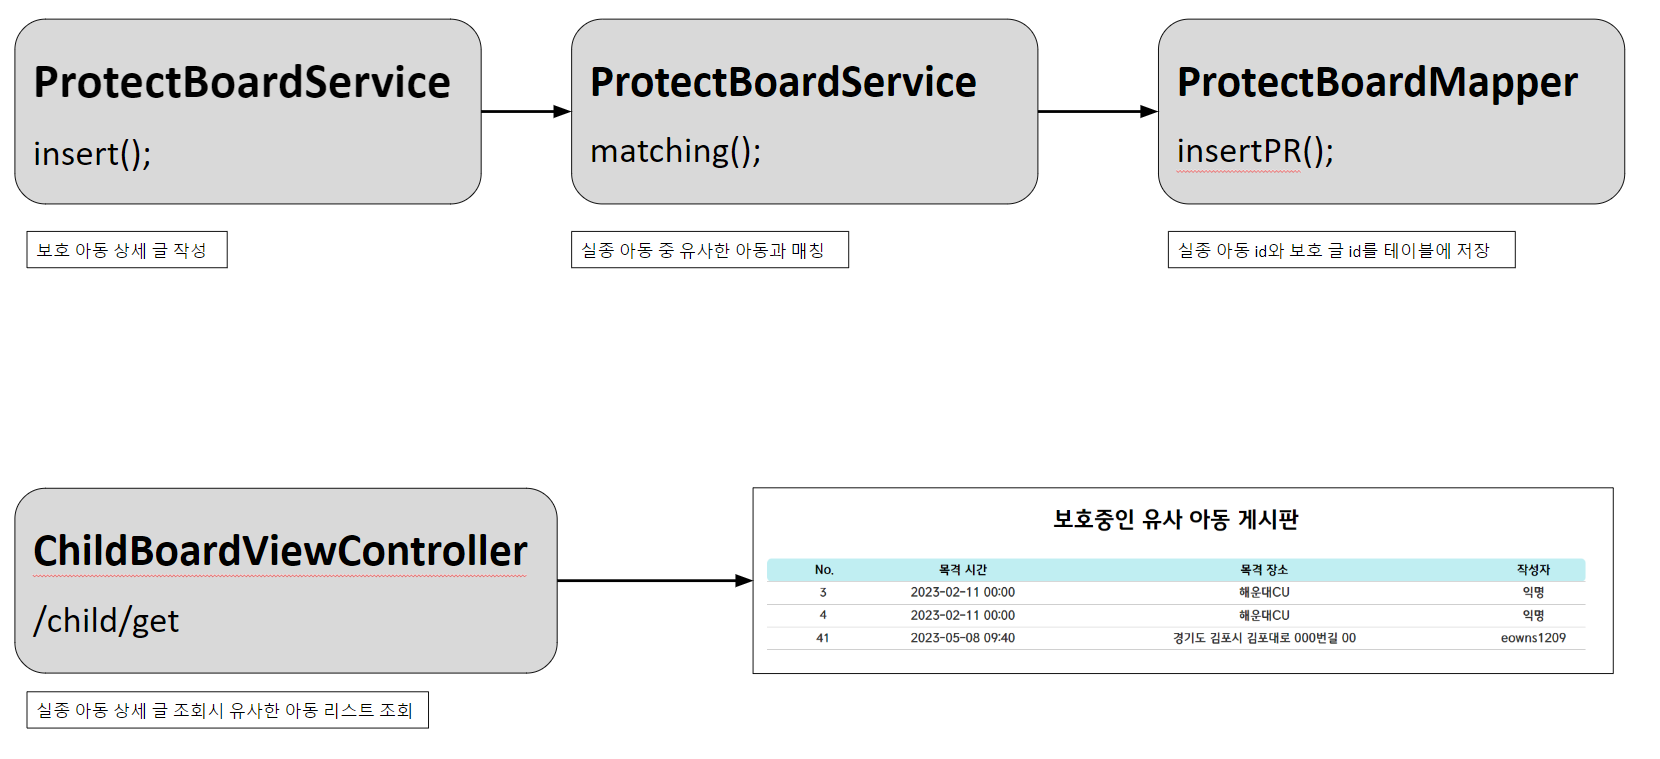 ProtectBoardService
insert();
보호 아동 상세 글 작성
ProtectBoardService
matching();
실종 아동 중 유사한 아동과 매칭
ProtectBoardMapper
insertPR();
실종 아동 id와 보호 글 id를 테이블에 저장
ChildBoardViewController
/child/get
실종 아동 상세 글 조회시 유사한 아동 리스트 조회
보호중인 유사 아동 게시판
No. 목격 시간 목격 장소 작성자
3 2023-02-11 00:00 해운대CU 익명
4 2023-02-11 00:00 해운대CU 익명
41 2023-05-08 09:40 경기도 김포시 김포대로 000번길 00 eowns1209